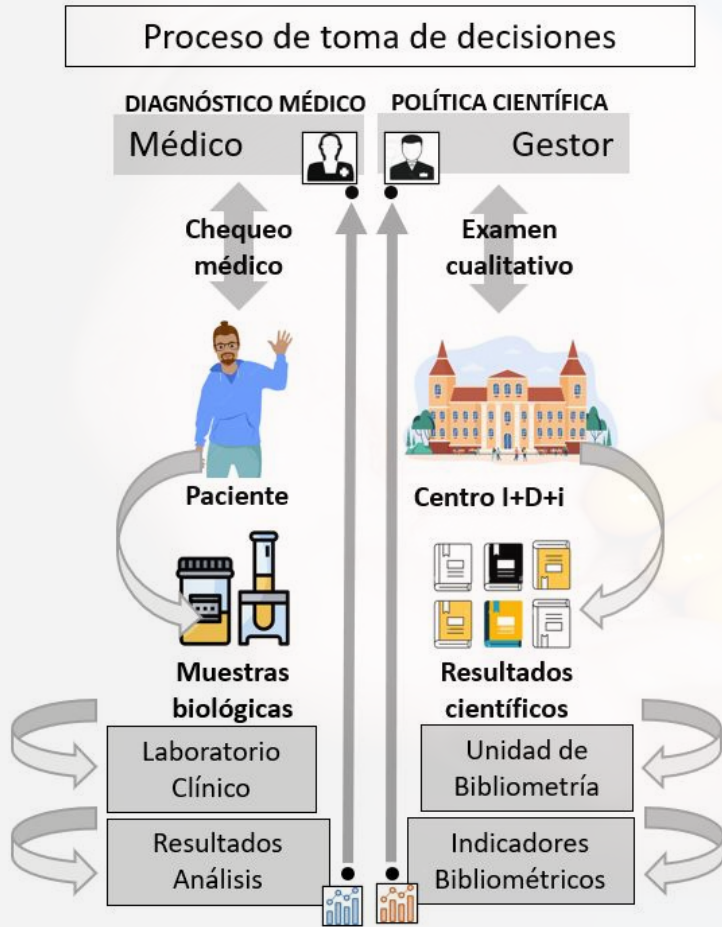 Proceso de toma de decisiones
DIAGNÓSTICO MÉDICO
POLÍTICA CIENTÍFICA
Médico
Gestor
Chequeo
médico
Examen
cualitativo
Paciente
Centro I+D+i
Muestras
biológicas
Resultados
científicos
Laboratorio
Clínico
Unidad de
Bibliometría
Resultados
Análisis
Indicadores
Bibliométricos